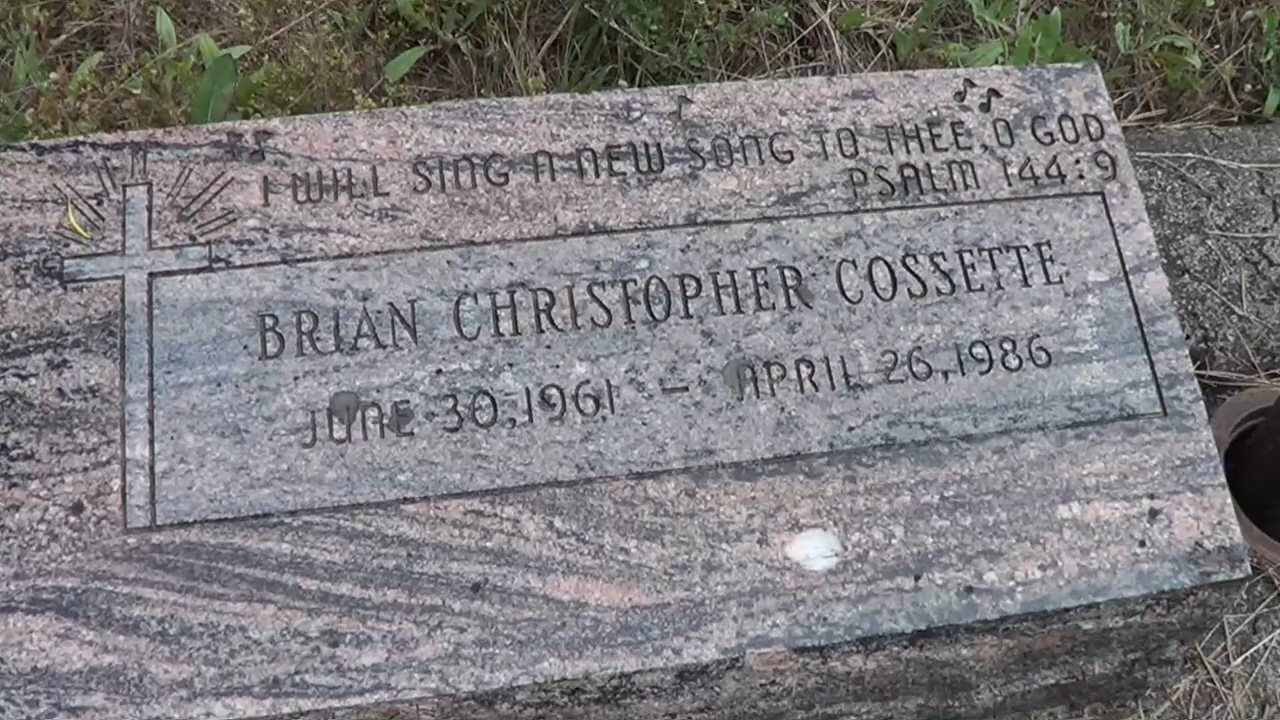 I WILL SING A NEW SONG TO THEE, O GOD
PSALM 144:9
BRIAN CHRISTOPHER COSSETTE
JUNE 30, 1961 – APRIL 26, 1986